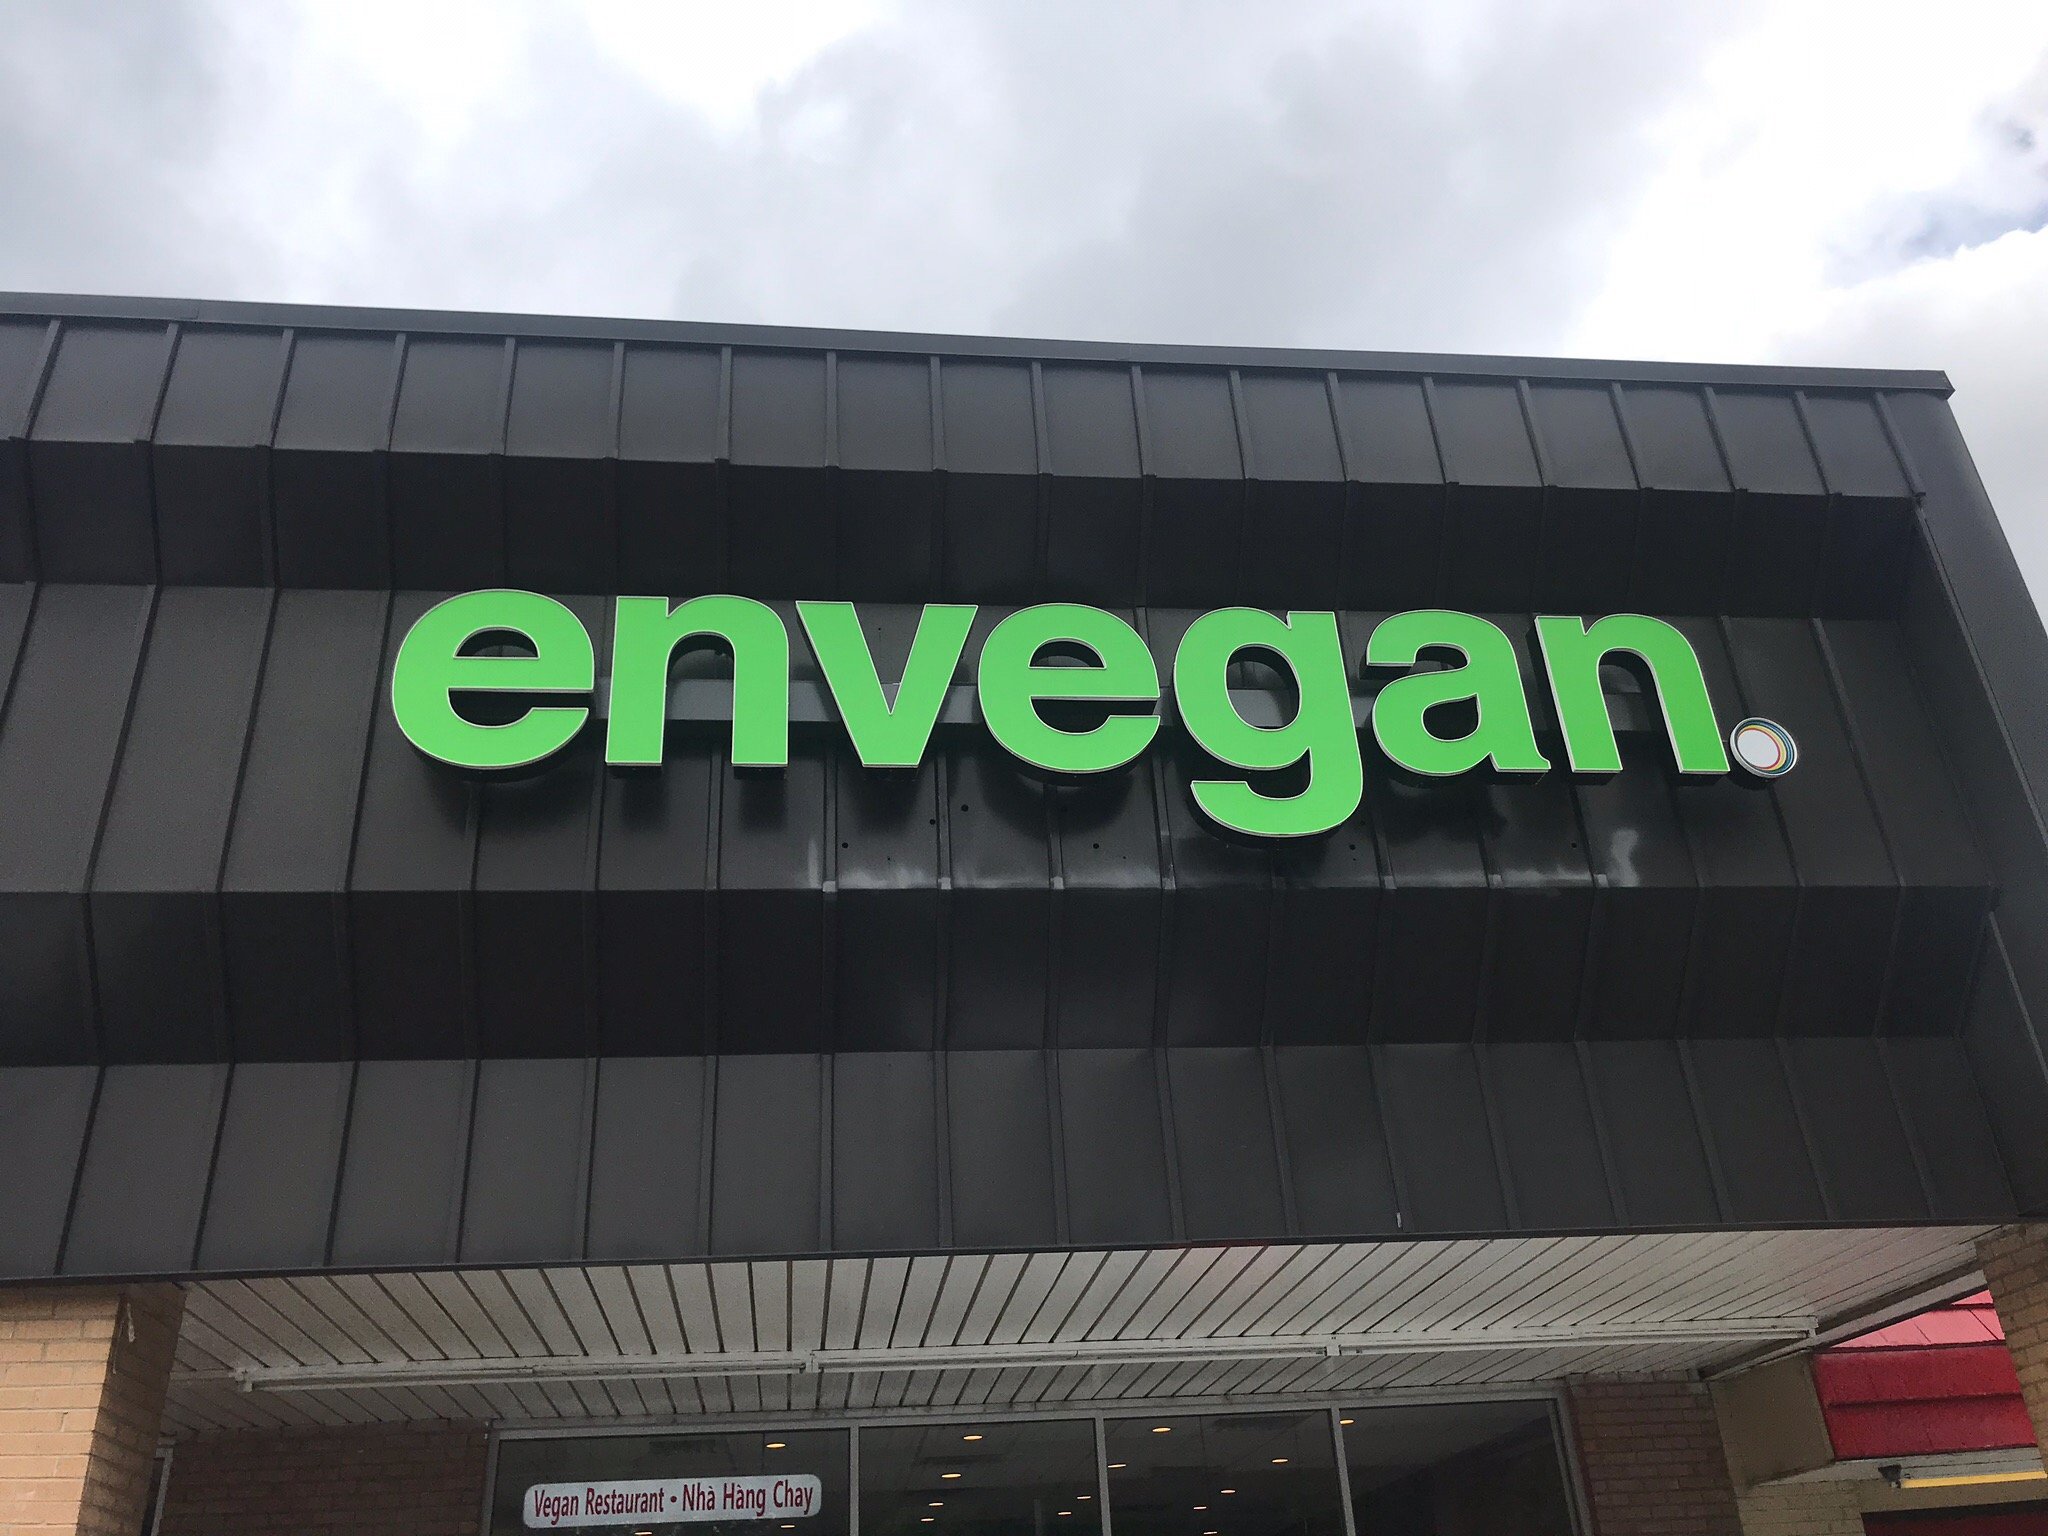 envegan.
Vegan Restaurant • Nhà Hàng Chay